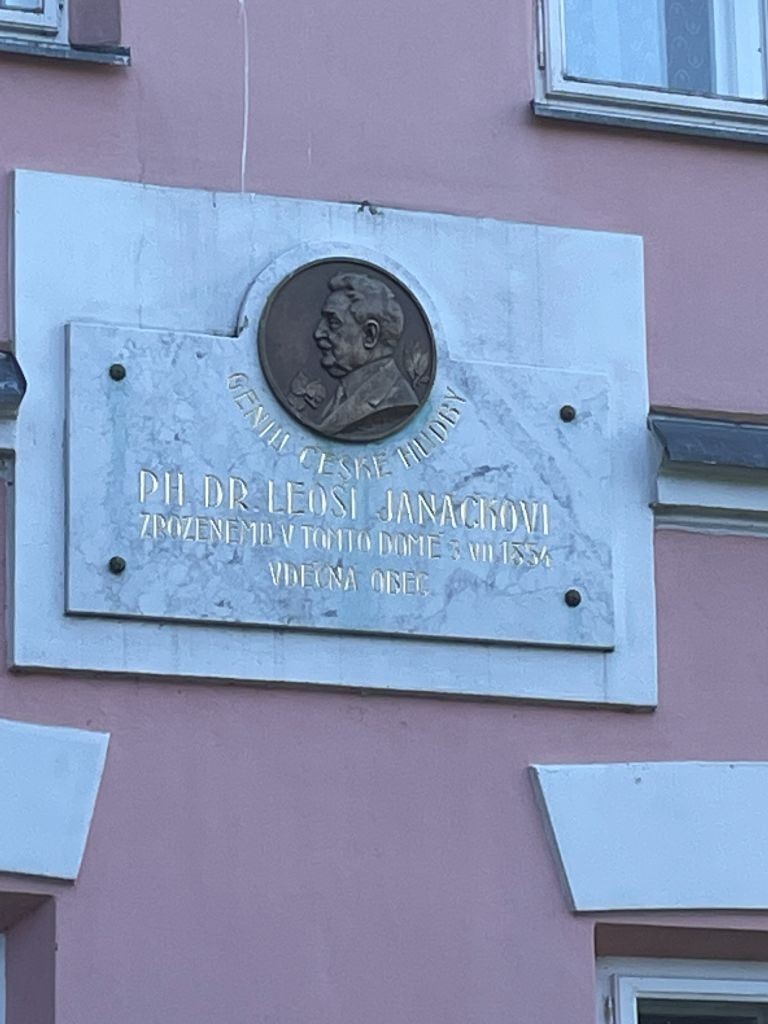 GENIU ČESKÉ HUDBY
PH. DR. LEOŠI JANÁČKOVI
ZROZENÉMU V TOMTO DOMĚ 3. VII. 1854
VDĚČNÁ OBEC